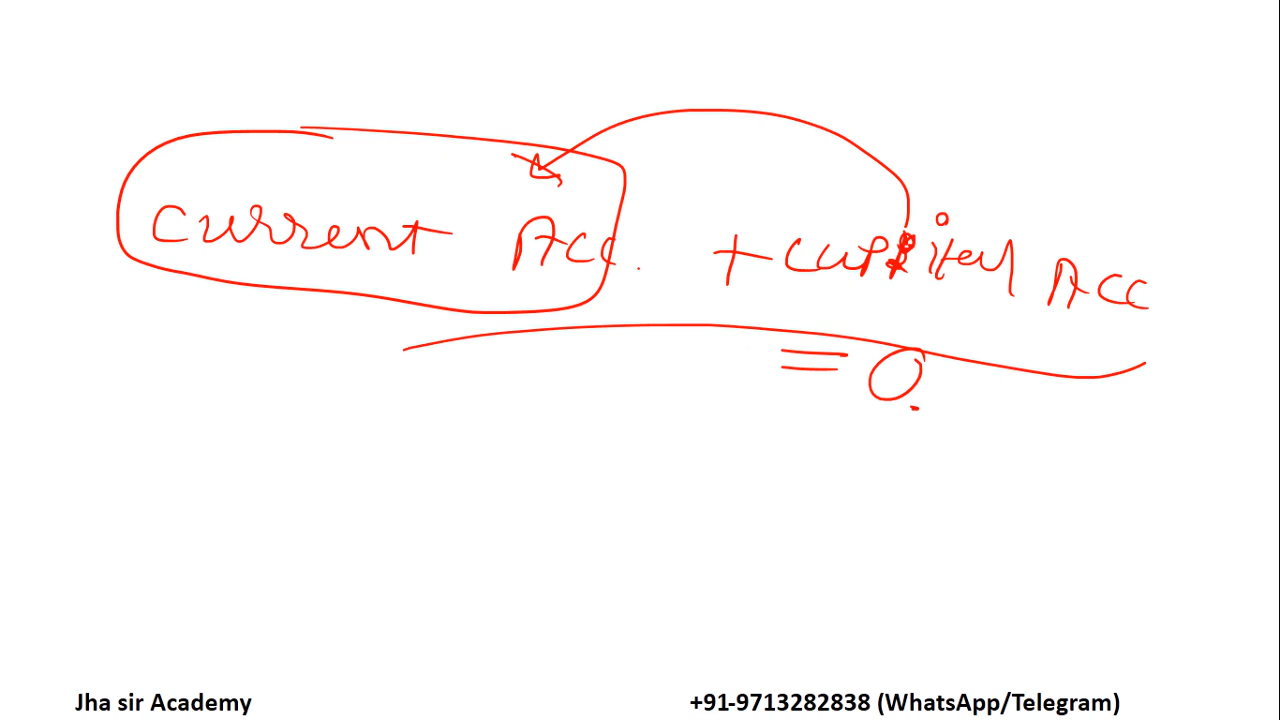 Current Acc. + Capital Acc
= 0.
Jha sir Academy
+91-9713282838 (WhatsApp/Telegram)